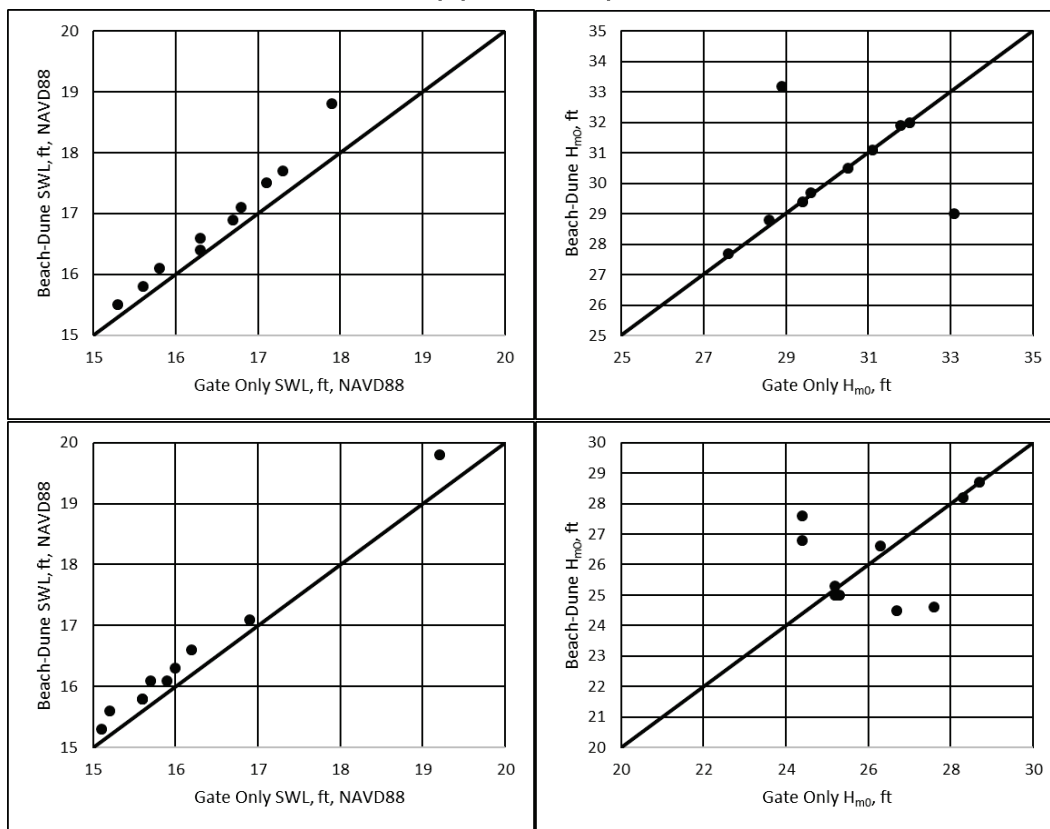 20
19
18
17
16
15
15 16 17 18 19 20
Beach-Dune SWL, ft, NAVD88
Gate Only SWL, ft, NAVD88
35
34
33
32
31
30
29
28
27
26
25
25 27 29 31 33 35
Beach-Dune Hm0, ft
Gate Only Hm0, ft
20
19
18
17
16
15
15 16 17 18 19 20
Beach-Dune SWL, ft, NAVD88
Gate Only SWL, ft, NAVD88
30
29
28
27
26
25
24
23
22
21
20
20 22 24 26 28 30
Beach-Dune Hm0, ft
Gate Only Hm0, ft